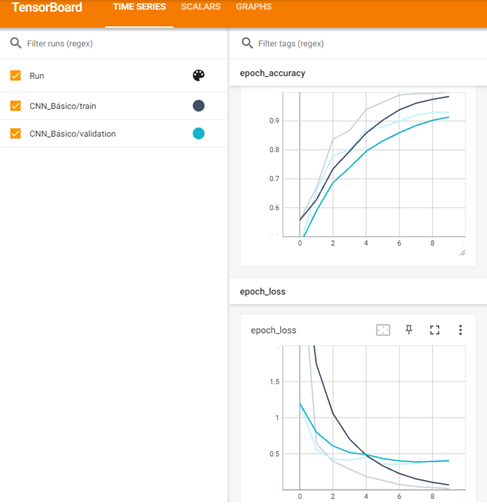 TensorBoard TIME SERIES SCALARS GRAPHS
Filter runs (regex)
Run
CNN_Básico/train
CNN_Básico/validation
Filter tags (regex)
epoch_accuracy
0.9
0.8
0.7
0.6
0 2 4 6 8
epoch_loss
epoch_loss
1.5
1
0.5
0 2 4 6 8